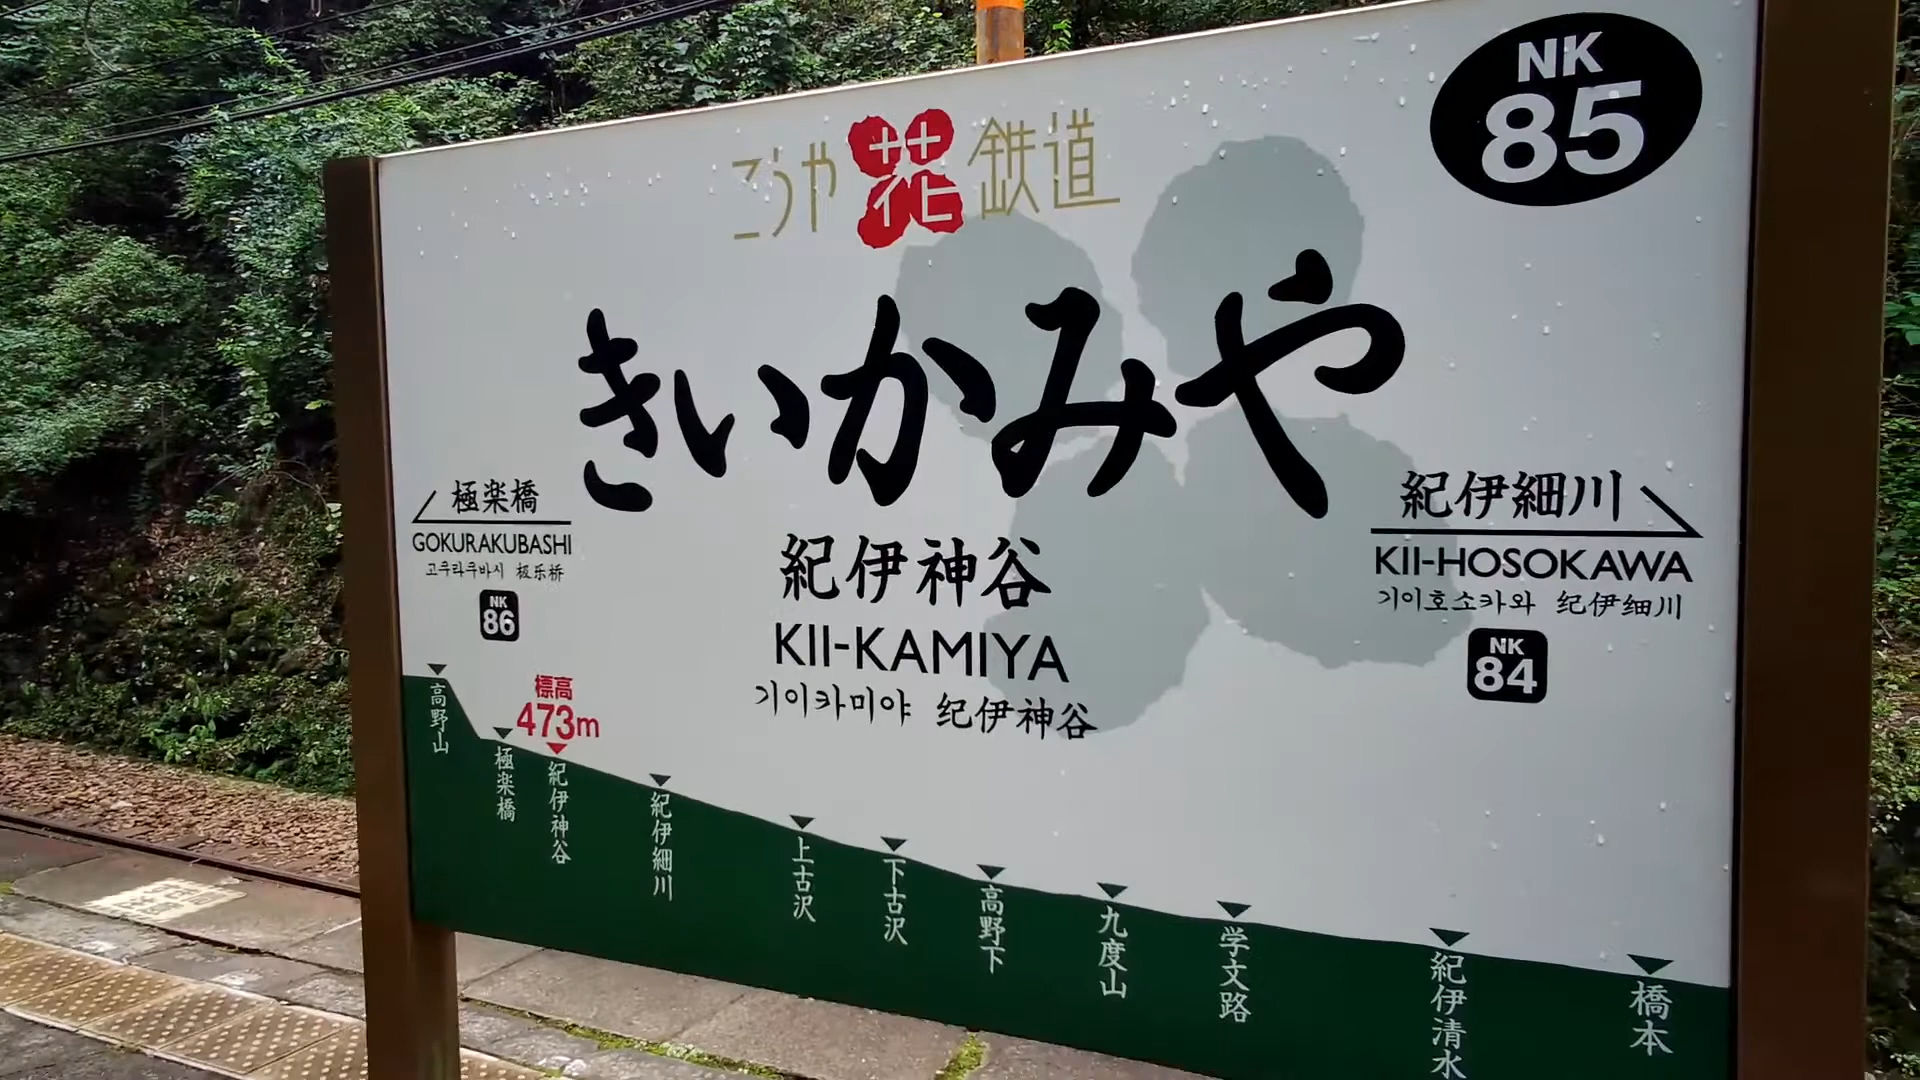 こうや花鉄道
NK
85
きいかみや
紀伊神谷
KII-KAMIYA
기이카미야 纪伊神谷
極楽橋
GOKURAKUBASHI
고쿠라쿠바시 极乐桥
NK
86
紀伊細川
KII-HOSOKAWA
기이호소카와 纪伊细川
NK
84
標高
473m
高野山
極楽橋
紀伊神谷
紀伊細川
上古沢
下古沢
高野下
九度山
学文路
紀伊清水
橋本